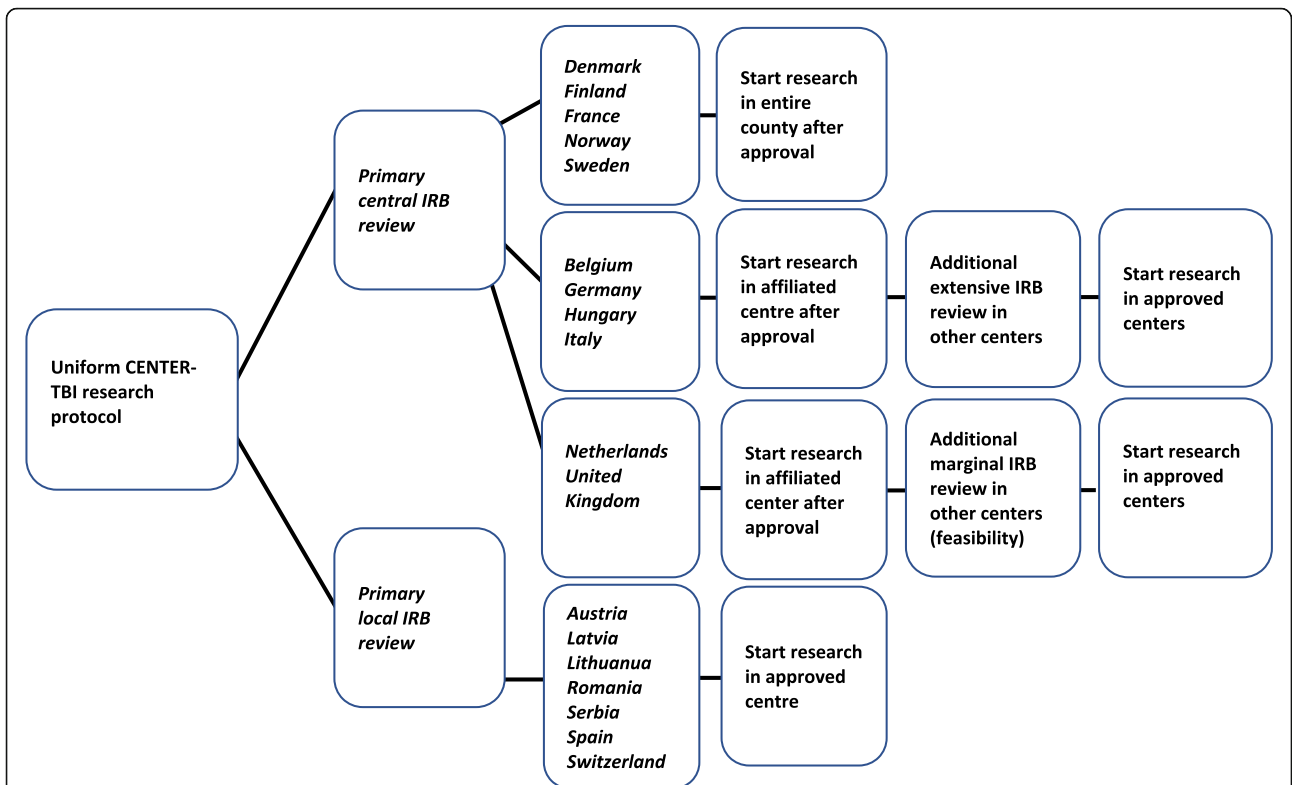 Uniform CENTER-
TBI research
protocol
Primary
central IRB
review
Denmark
Finland
France
Norway
Sweden
Start research
in entire
county after
approval
Belgium
Germany
Hungary
Italy
Start research
in affiliated
centre after
approval
Additional
extensive IRB
review in
other centers
Start research
in approved
centers
Netherlands
United
Kingdom
Start research
in affiliated
center after
approval
Additional
marginal IRB
review in
other centers
(feasibility)
Start research
in approved
centers
Primary
local IRB
review
Austria
Latvia
Lithuanua
Romania
Serbia
Spain
Switzerland
Start research
in approved
centre